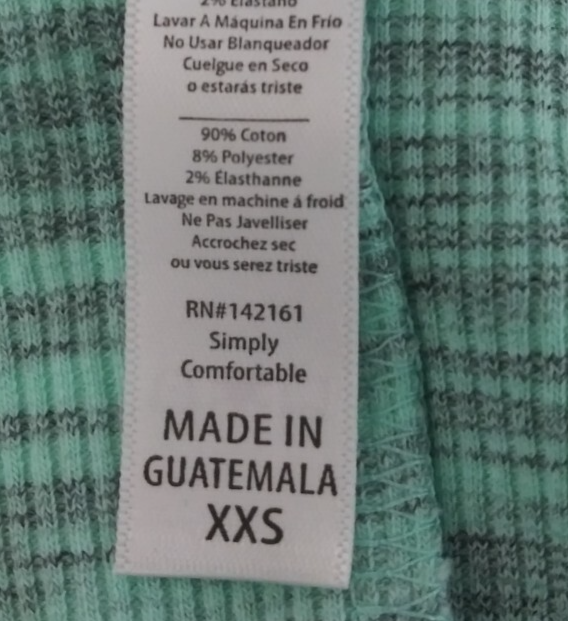 2% Elastano
Lavar A Máquina En Frío
No Usar Blanqueador
Cuelgue en Seco
o estarás triste
90% Coton
8% Polyester
2% Élasthanne
Lavage en machine á froid
Ne Pas Javelliser
Accrochez sec
ou vous serez triste
RN#142161
Simply
Comfortable
MADE IN
GUATEMALA
XXS